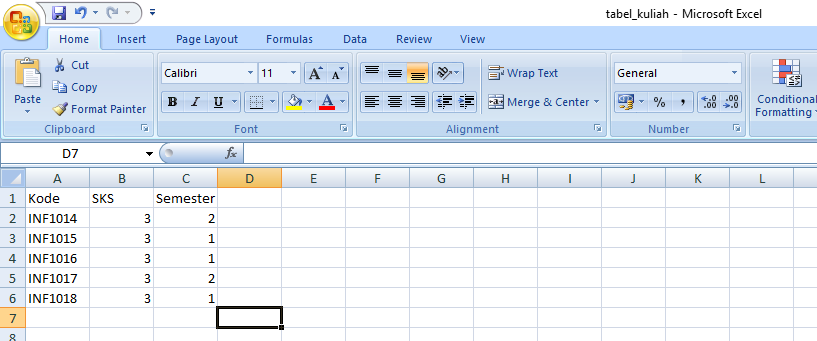 tabel_kuliah - Microsoft Excel
Home Insert Page Layout Formulas Data Review View
Paste
Cut
Copy
Format Painter
Clipboard
Calibri 11 A A
B I U A
Font
Wrap Text
Merge & Center
Alignment
General
% , .00 .0
Number
Conditional
Formatting
D7 fx
A B C D E F G H I J K L
1 Kode SKS Semester
2 INF1014 3 2
3 INF1015 3 1
4 INF1016 3 1
5 INF1017 3 2
6 INF1018 3 1
7
8